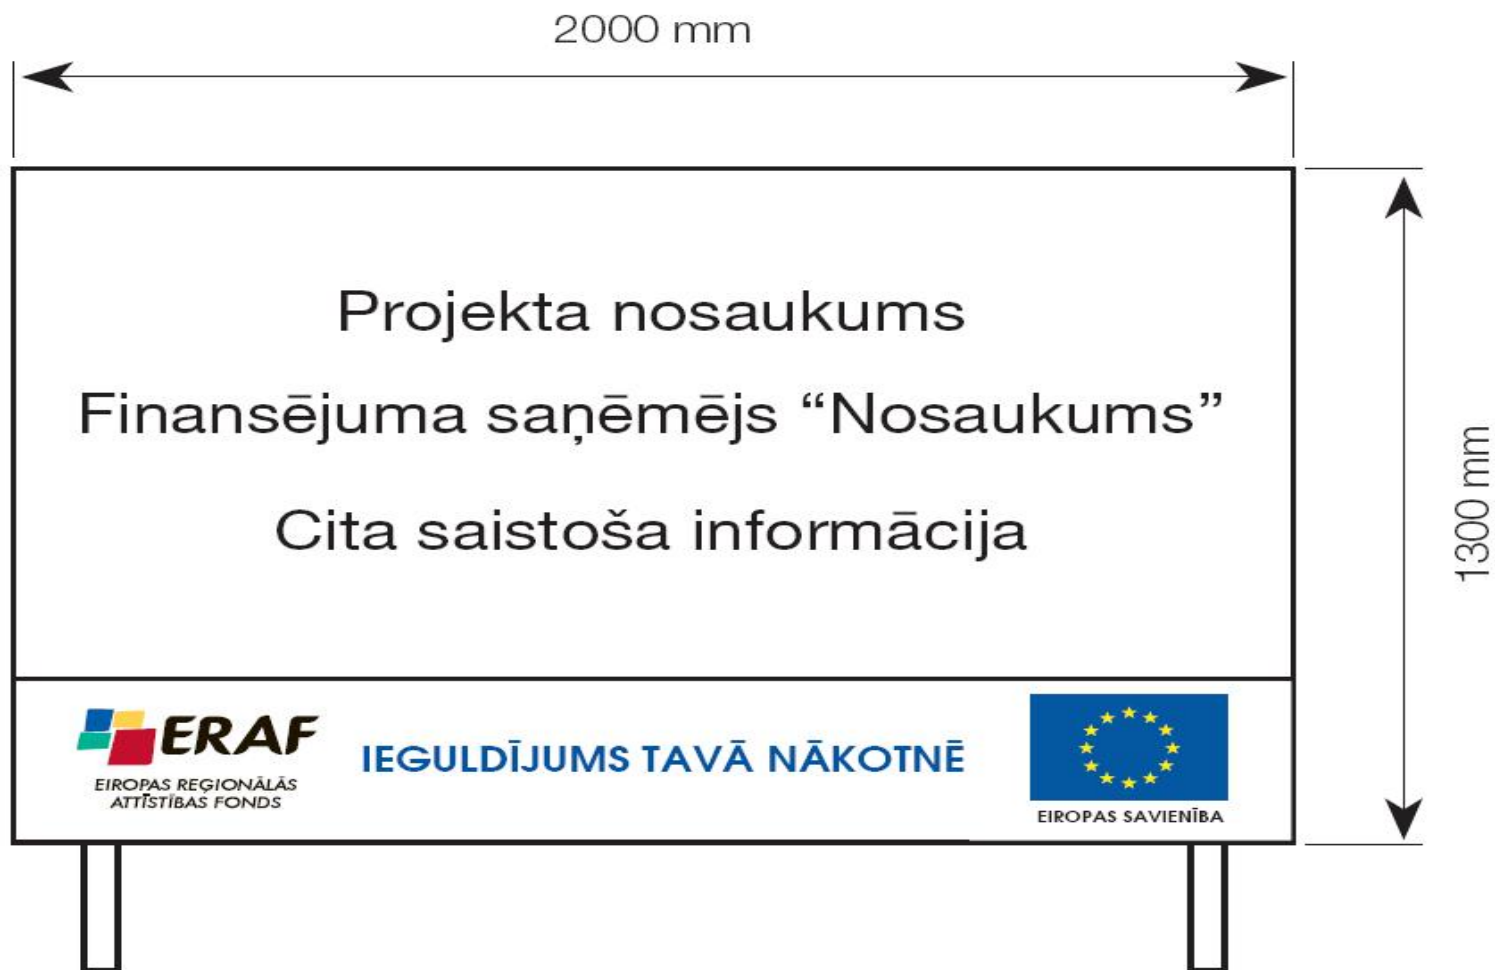 2000 mm
Projekta nosaukums
Finansējuma saņēmējs “Nosaukums”
Cita saistoša informācija
1300 mm
ERAF
EIROPAS REĢIONĀLĀS
ATTĪSTĪBAS FONDS
IEGULDĪJUMS TAVĀ NĀKOTNĒ
EIROPAS SAVIENĪBA